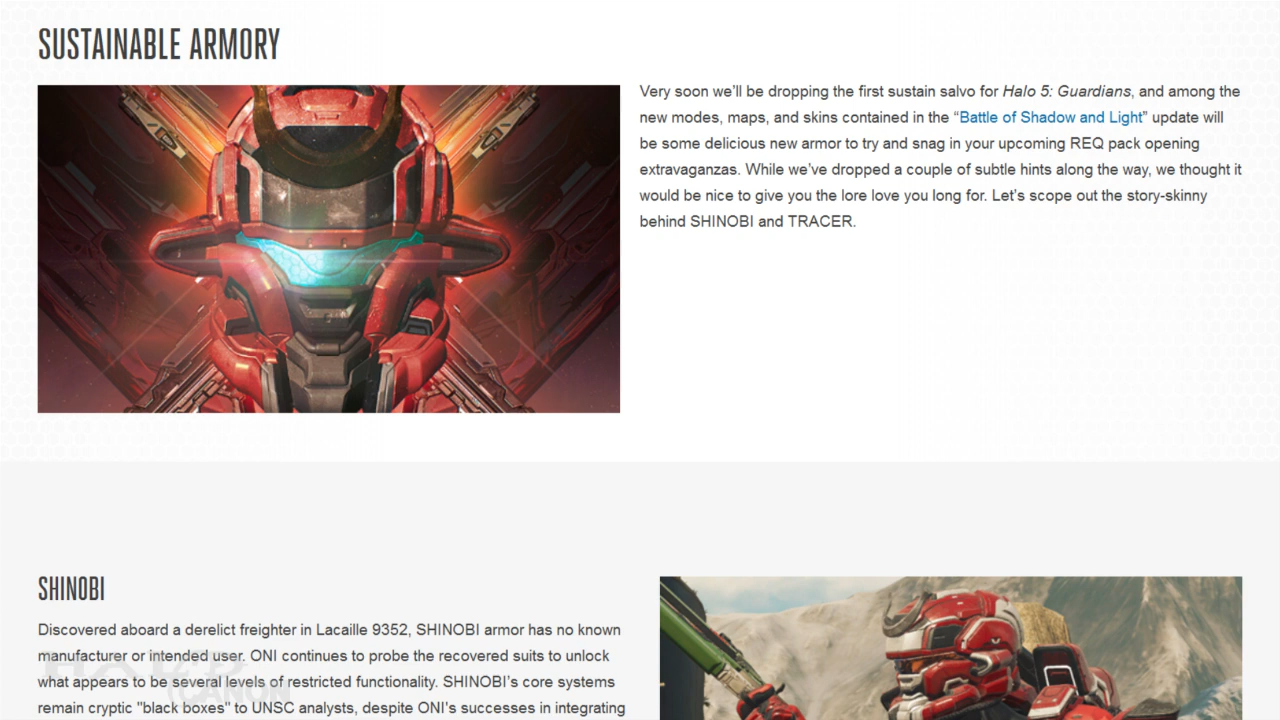 SUSTAINABLE ARMORY
Very soon we'll be dropping the first sustain salvo for Halo 5: Guardians, and among the
new modes, maps, and skins contained in the “Battle of Shadow and Light” update will
be some delicious new armor to try and snag in your upcoming REQ pack opening
extravaganzas. While we've dropped a couple of subtle hints along the way, we thought it
would be nice to give you the lore love you long for. Let's scope out the story-skinny
behind SHINOBI and TRACER.
SHINOBI
Discovered aboard a derelict freighter in Lacaille 9352, SHINOBI armor has no known
manufacturer or intended user. ONI continues to probe the recovered suits to unlock
what appears to be several levels of restricted functionality. SHINOBI's core systems
remain cryptic "black boxes" to UNSC analysts, despite ONI's successes in integrating
CANON